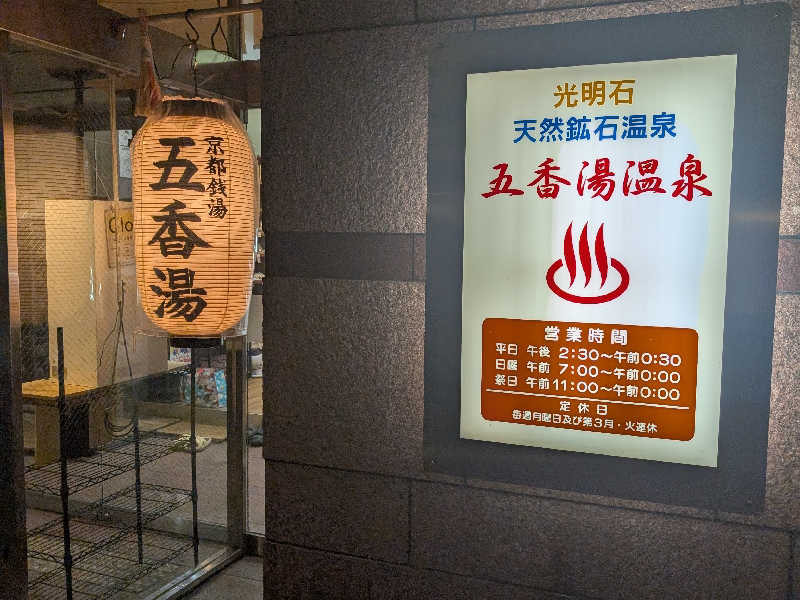 京都銭湯
五香湯
光明石
天然鉱石温泉
五香湯温泉
営業時間
平日 午後 2:30～午前0:30
日曜 午前 7:00～午前0:00
祭日 午前11:00～午前0:00
定休日
毎週月曜日及び第3月・火連休